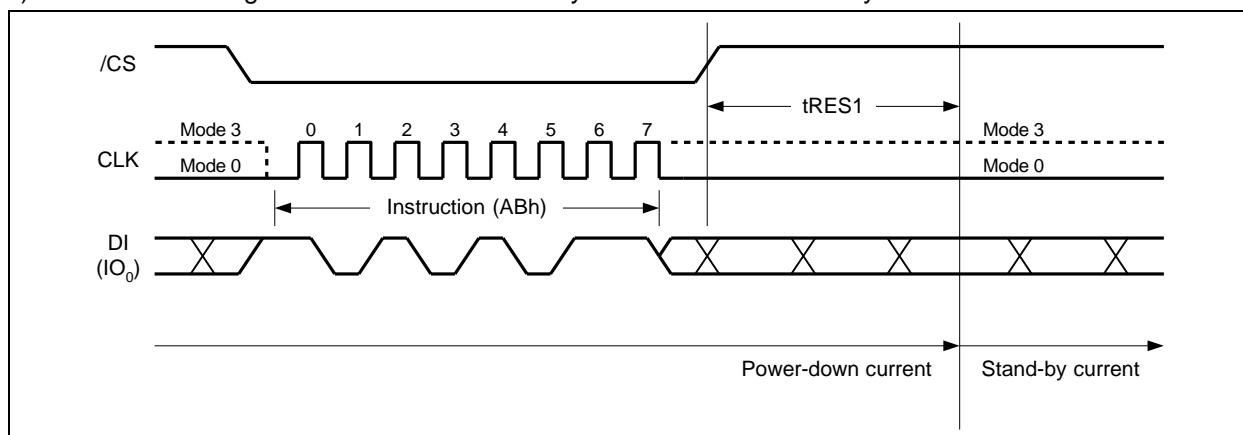 /CS
tRES1
Mode 3 0 1 2 3 4 5 6 7 Mode 3
CLK
Mode 0 Mode 0
Instruction (ABh)
DI
(IO₀)
Power-down current Stand-by current